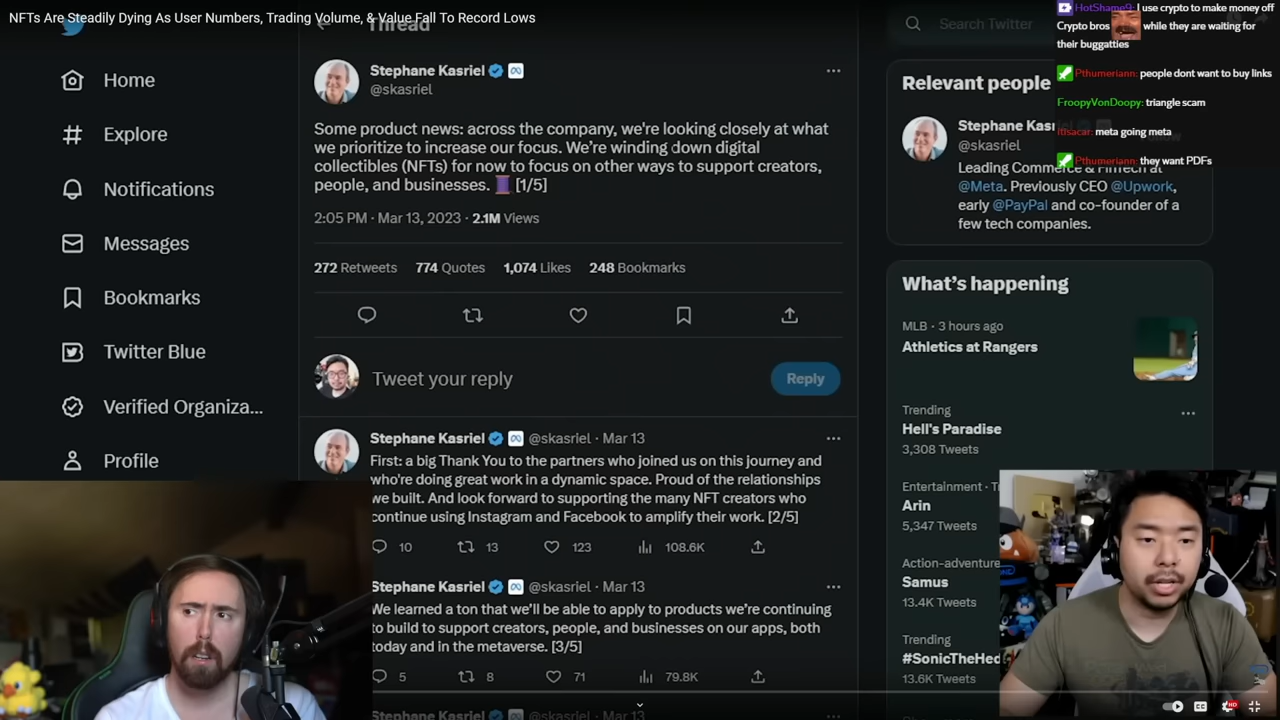 NFTs Are Steadily Dying As User Numbers, Trading Volume, & Value Fall To Record Lows
Thread
Home
Explore
Notifications
Messages
Bookmarks
Twitter Blue
Verified Organiza...
Profile
Stephane Kasriel
@skasriel
Some product news: across the company, we're looking closely at what
we prioritize to increase our focus. We're winding down digital
collectibles (NFTs) for now to focus on other ways to support creators,
people, and businesses. 🧵 [1/5]
2:05 PM · Mar 13, 2023 · 2.1M Views
272 Retweets 774 Quotes 1,074 Likes 248 Bookmarks
Tweet your reply
Reply
Stephane Kasriel @skasriel · Mar 13
First: a big Thank You to the partners who joined us on this journey and
who're doing great work in a dynamic space. Proud of the relationships
we built. And look forward to supporting the many NFT creators who
continue using Instagram and Facebook to amplify their work. [2/5]
10 13 123 108.6K
Stephane Kasriel @skasriel · Mar 13
We learned a ton that we'll be able to apply to products we're continuing
to build to support creators, people, and businesses on our apps, both
today and in the metaverse. [3/5]
5 8 71 79.8K
Stephane Kasriel @skasriel · Mar 13
Search Twitter
Relevant people
Stephane Kasri
@skasriel
Leading Commerce & FinTech at
@Meta. Previously CEO @Upwork,
early @PayPal and co-founder of a
few tech companies.
What's happening
MLB · 3 hours ago
Athletics at Rangers
Trending
Hell's Paradise
3,308 Tweets
Entertainment · Tr
Arin
5,347 Tweets
Action-adventure
Samus
13.4K Tweets
Trending
#SonicTheHed
13.6K Tweets
HotShame9: I use crypto to make money off
Crypto bros while they are waiting for
their buggatties
Pthumeriann: people dont want to buy links
FroopyVonDoopy: triangle scam
itisacar: meta going meta
Pthumeriann: they want PDFs
CC
HD